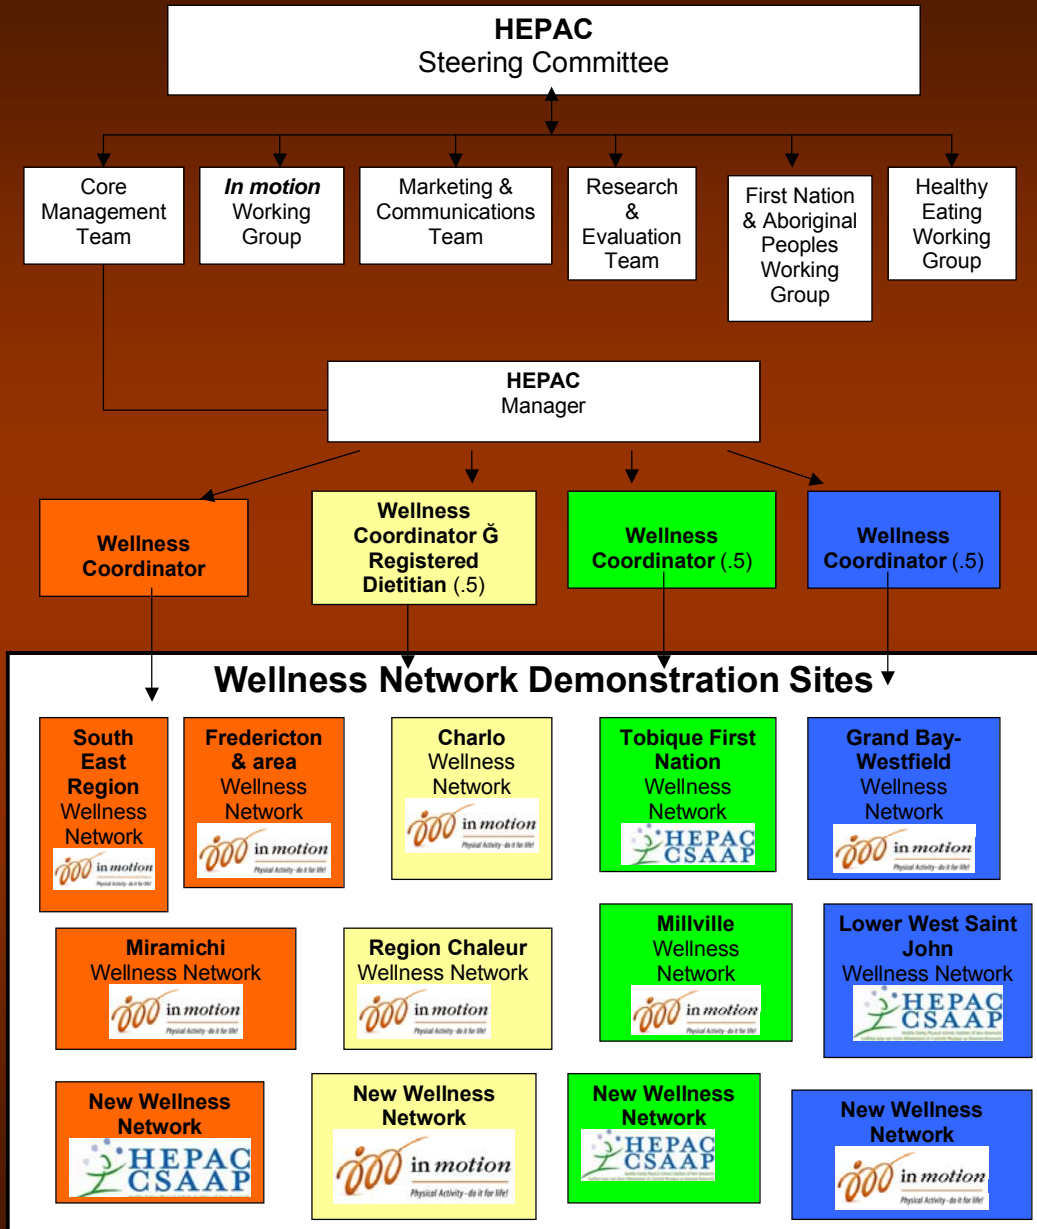 HEPAC
Steering Committee
Core
Management
Team
In motion
Working
Group
Marketing &
Communications
Team
Research
&
Evaluation
Team
First Nation
& Aboriginal
Peoples
Working
Group
Healthy
Eating
Working
Group
HEPAC
Manager
Wellness
Coordinator
Wellness
Coordinator Ğ
Registered
Dietitian (.5)
Wellness
Coordinator (.5)
Wellness
Coordinator (.5)
Wellness Network Demonstration Sites
South
East
Region
Wellness
Network
in motion
Physical Activity - do it for life!
Fredericton
& area
Wellness
Network
in motion
Physical Activity - do it for life!
Charlo
Wellness
Network
in motion
Physical Activity - do it for life!
Tobique First
Nation
Wellness
Network
HEPAC
CSAAP
Grand Bay-
Westfield
Wellness
Network
in motion
Physical Activity - do it for life!
Miramichi
Wellness Network
in motion
Physical Activity - do it for life!
Region Chaleur
Wellness Network
in motion
Physical Activity - do it for life!
Millville
Wellness
Network
in motion
Physical Activity - do it for life!
Lower West Saint
John
Wellness Network
HEPAC
CSAAP
New Wellness
Network
HEPAC
CSAAP
New Wellness
Network
in motion
Physical Activity - do it for life!
New Wellness
Network
HEPAC
CSAAP
New Wellness
Network
in motion
Physical Activity - do it for life!